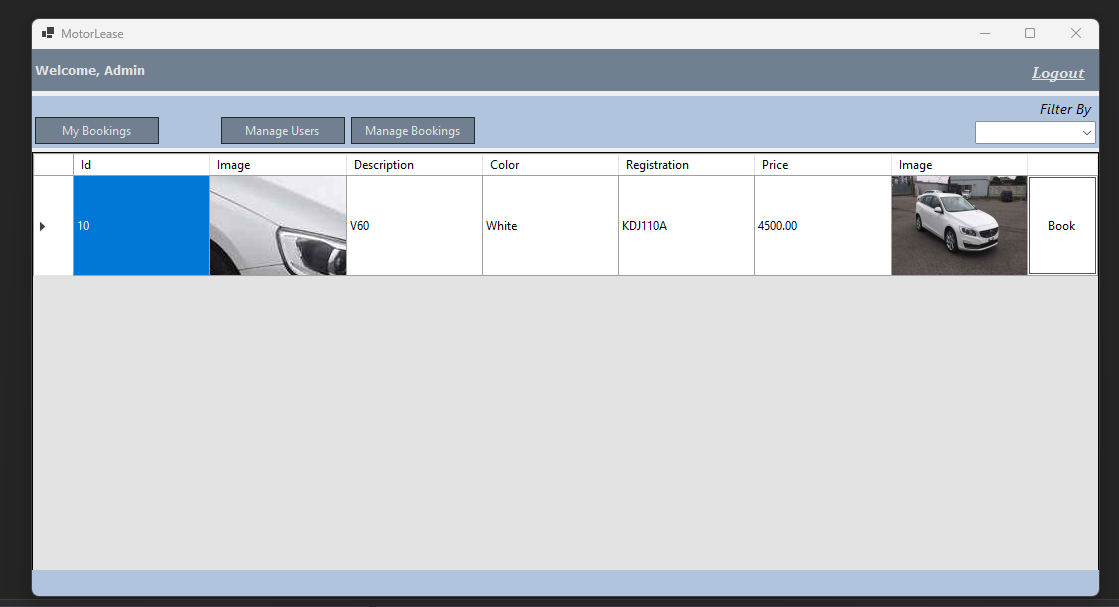 MotorLease
Welcome, Admin
Logout
Filter By
My Bookings
Manage Users
Manage Bookings
Id Image Description Color Registration Price Image
10 V60 White KDJ110A 4500.00 Book